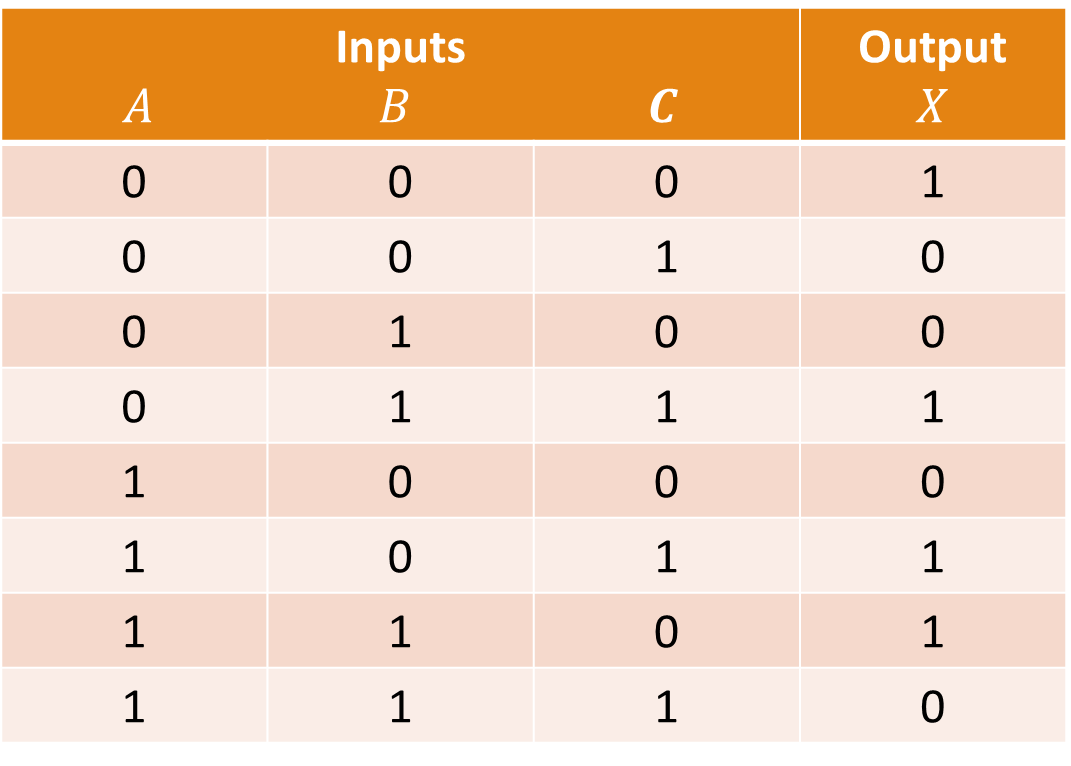 Inputs Output
A B C X
0 0 0 1
0 0 1 0
0 1 0 0
0 1 1 1
1 0 0 0
1 0 1 1
1 1 0 1
1 1 1 0